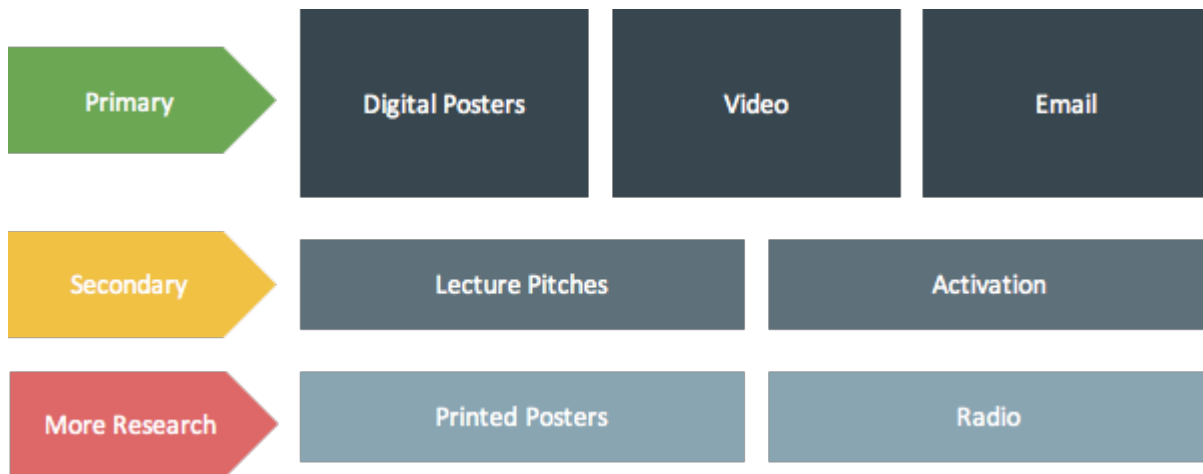 Primary
Digital Posters
Video
Email
Secondary
Lecture Pitches
Activation
More Research
Printed Posters
Radio